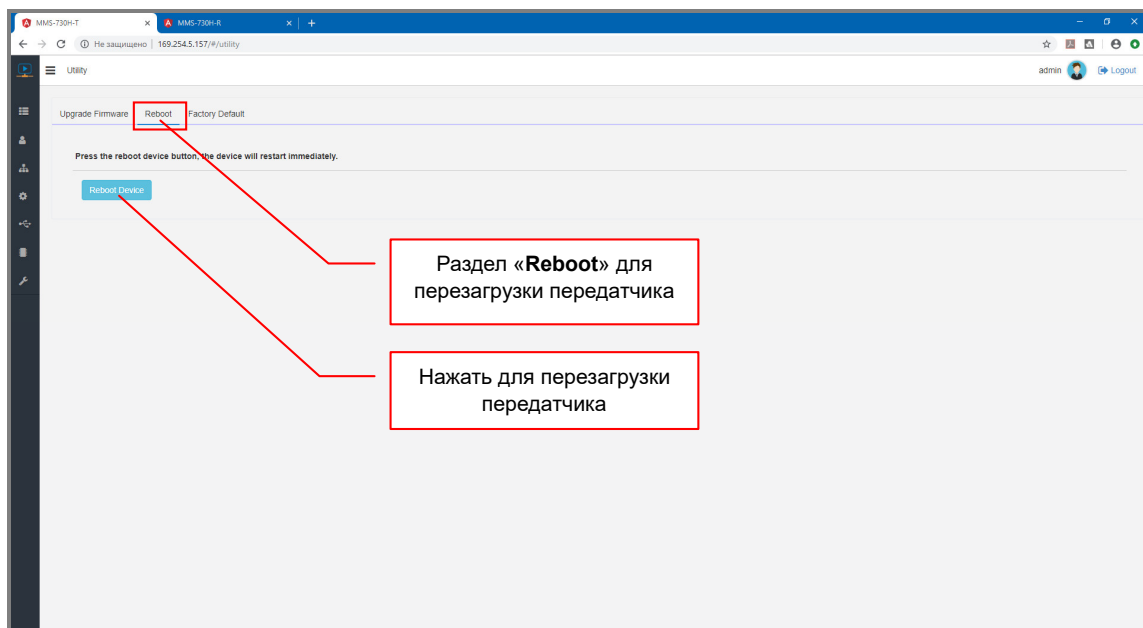 MMS-730H-T
MMS-730H-R
Не защищено | 169.254.5.157/#/utility
Utility
admin
Logout
Upgrade Firmware
Reboot
Factory Default
Press the reboot device button, the device will restart immediately.
Reboot Device
Раздел «Reboot» для
перезагрузки передатчика
Нажать для перезагрузки
передатчика